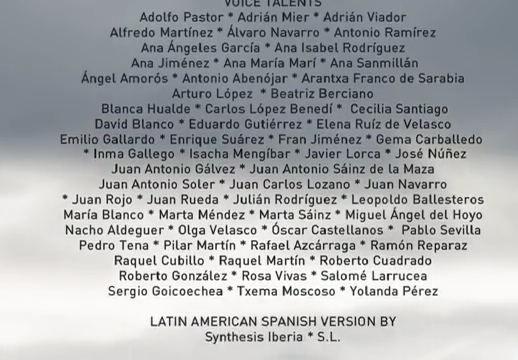 VOICE TALENTS
Adolfo Pastor * Adrián Mier * Adrián Viador
Alfredo Martínez * Álvaro Navarro * Antonio Ramírez
Ana Ángeles García * Ana Isabel Rodríguez
Ana Jiménez * Ana María Marí * Ana Sanmillán
Ángel Amorós * Antonio Abenójar * Arantxa Franco de Sarabia
Arturo López * Beatriz Berciano
Blanca Hualde * Carlos López Benedí * Cecilia Santiago
David Blanco * Eduardo Gutiérrez * Elena Ruíz de Velasco
Emilio Gallardo * Enrique Suárez * Fran Jiménez * Gema Carballedo
* Inma Gallego * Isacha Mengíbar * Javier Lorca * José Núñez
Juan Antonio Gálvez * Juan Antonio Sáinz de la Maza
Juan Antonio Soler * Juan Carlos Lozano * Juan Navarro
* Juan Rojo * Juan Rueda * Julián Rodríguez * Leopoldo Ballesteros
María Blanco * Marta Méndez * Marta Sáinz * Miguel Ángel del Hoyo
Nacho Aldeguer * Olga Velasco * Óscar Castellanos * Pablo Sevilla
Pedro Tena * Pilar Martín * Rafael Azcárraga * Ramón Reparaz
Raquel Cubillo * Raquel Martín * Roberto Cuadrado
Roberto González * Rosa Vivas * Salomé Larrucea
Sergio Goicoechea * Txema Moscoso * Yolanda Pérez
LATIN AMERICAN SPANISH VERSION BY
Synthesis Iberia * S.L.